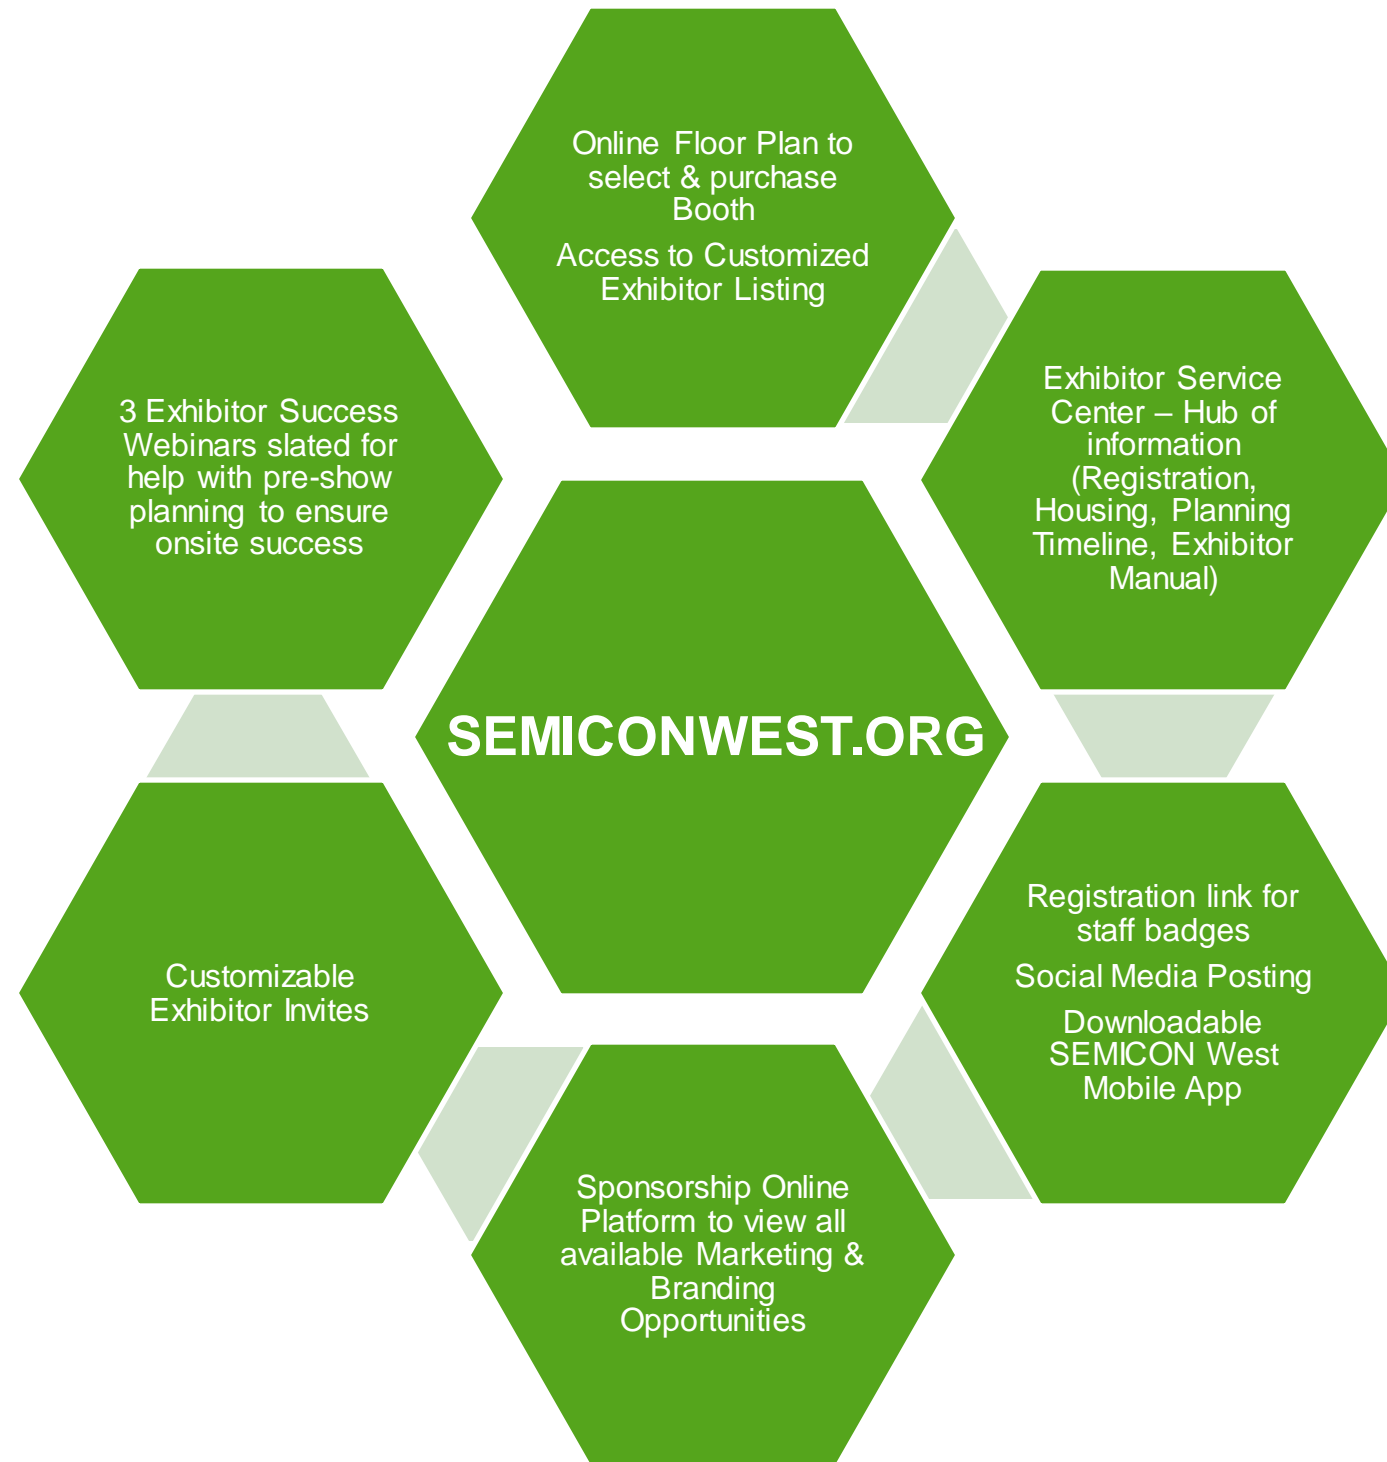 Online Floor Plan to
select & purchase
Booth
Access to Customized
Exhibitor Listing
Exhibitor Service
Center – Hub of
information
(Registration,
Housing, Planning
Timeline, Exhibitor
Manual)
Registration link for
staff badges
Social Media Posting
Downloadable
SEMICON West
Mobile App
Sponsorship Online
Platform to view all
available Marketing &
Branding
Opportunities
Customizable
Exhibitor Invites
3 Exhibitor Success
Webinars slated for
help with pre-show
planning to ensure
onsite success
SEMICONWEST.ORG